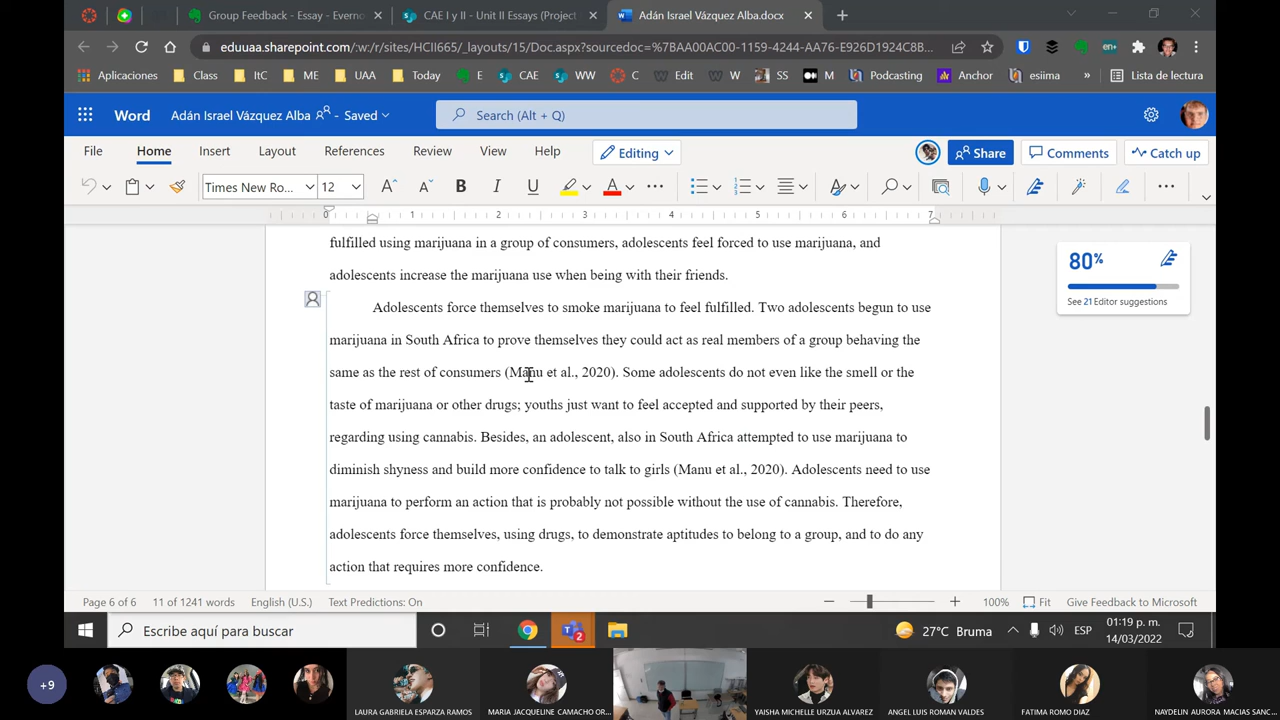 Group Feedback - Essay - Everno
CAE I y II - Unit II Essays (Project
Adán Israel Vázquez Alba.docx
eduuaa.sharepoint.com/:w:/r/sites/HCII665/_layouts/15/Doc.aspx?sourcedoc=%7BAA00AC00-1159-4244-AA76-E926D1924C8B...
Aplicaciones Class ItC ME UAA Today E CAE WW C Edit W SS M Podcasting Anchor esiima » Lista de lectura
Word Adán Israel Vázquez Alba - Saved Search (Alt + Q)
File Home Insert Layout References Review View Help Editing Share Comments Catch up
Times New Ro... 12 B I U A
0 1 2 3 4 5 6 7
fulfilled using marijuana in a group of consumers, adolescents feel forced to use marijuana, and
adolescents increase the marijuana use when being with their friends.
Adolescents force themselves to smoke marijuana to feel fulfilled. Two adolescents begun to use
marijuana in South Africa to prove themselves they could act as real members of a group behaving the
same as the rest of consumers (Manu et al., 2020). Some adolescents do not even like the smell or the
taste of marijuana or other drugs; youths just want to feel accepted and supported by their peers,
regarding using cannabis. Besides, an adolescent, also in South Africa attempted to use marijuana to
diminish shyness and build more confidence to talk to girls (Manu et al., 2020). Adolescents need to use
marijuana to perform an action that is probably not possible without the use of cannabis. Therefore,
adolescents force themselves, using drugs, to demonstrate aptitudes to belong to a group, and to do any
action that requires more confidence.
80%
See 21 Editor suggestions
Page 6 of 6 11 of 1241 words English (U.S.) Text Predictions: On 100% Fit Give Feedback to Microsoft
Escribe aquí para buscar 2 27°C Bruma ESP 01:19 p. m.
14/03/2022
+9
LAURA GABRIELA ESPARZA RAMOS
MARIA JACQUELINE CAMACHO OR...
YAISHA MICHELLE URZUA ALVAREZ
ANGEL LUIS ROMAN VALDES
FATIMA ROMO DIAZ
NAYDELIN AURORA MACIAS SANC...